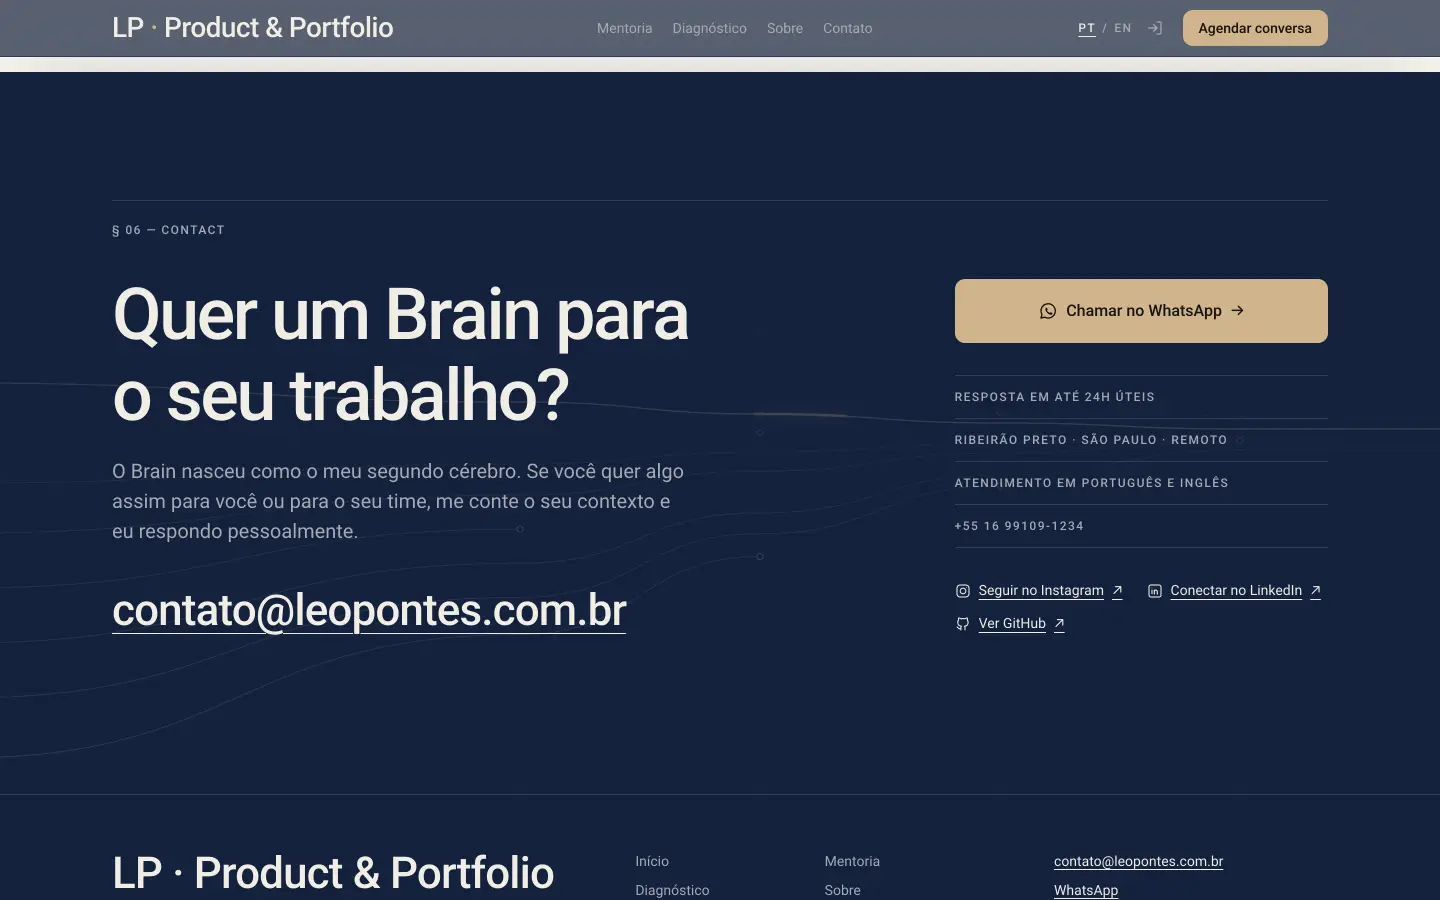 LP · Product & Portfolio
Mentoria Diagnóstico Sobre Contato
PT / EN
Agendar conversa
§ 06 — CONTACT
Quer um Brain para
o seu trabalho?
O Brain nasceu como o meu segundo cérebro. Se você quer algo
assim para você ou para o seu time, me conte o seu contexto e
eu respondo pessoalmente.
contato@leopontes.com.br
Chamar no WhatsApp →
RESPOSTA EM ATÉ 24H ÚTEIS
RIBEIRÃO PRETO · SÃO PAULO · REMOTO
ATENDIMENTO EM PORTUGUÊS E INGLÊS
+55 16 99109-1234
Seguir no Instagram ↗ Conectar no LinkedIn ↗
Ver GitHub ↗
LP · Product & Portfolio
Início
Diagnóstico
Mentoria
Sobre
contato@leopontes.com.br
WhatsApp